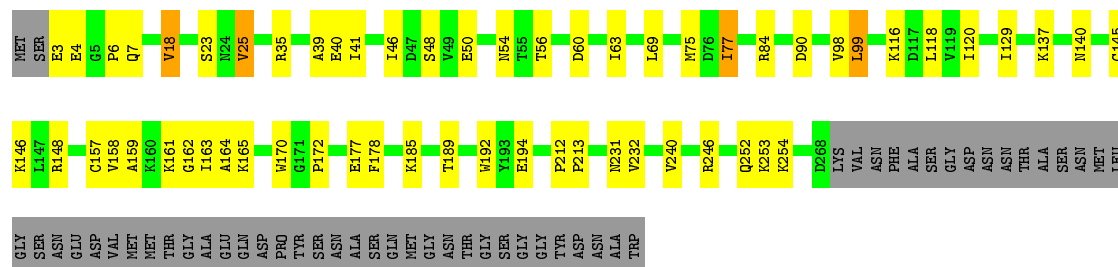 MET SER E3 E4 G5 P6 Q7 V18 S23 N24 V25 R35 A39 E40 I41 I46 D47 S48 V49 E50 N54 T55 T56 D60 I63 L69 M75 D76 I77 R84 D90 V98 L99 K116 D117 L118 V119 I120 I129 K137 N140 C145
K146 L147 R148 C157 V158 A159 K160 K161 G162 I163 A164 K165 W170 G171 P172 E177 F178 K185 T189 W192 Y193 E194 P212 P213 N231 V232 V240 R246 Q252 K253 K254 D268 LYS VAL ASN PHE ALA SER GLY ASP ASN ASN THR ALA SER ASN MET LEU
GLY SER ASN GLU ASP VAL MET MET THR GLY ALA GLU GLN ASP PRO TYR SER ASN ALA SER GLN MET GLY ASN THR GLY SER GLY GLY TYR ASP ASN ALA TRP